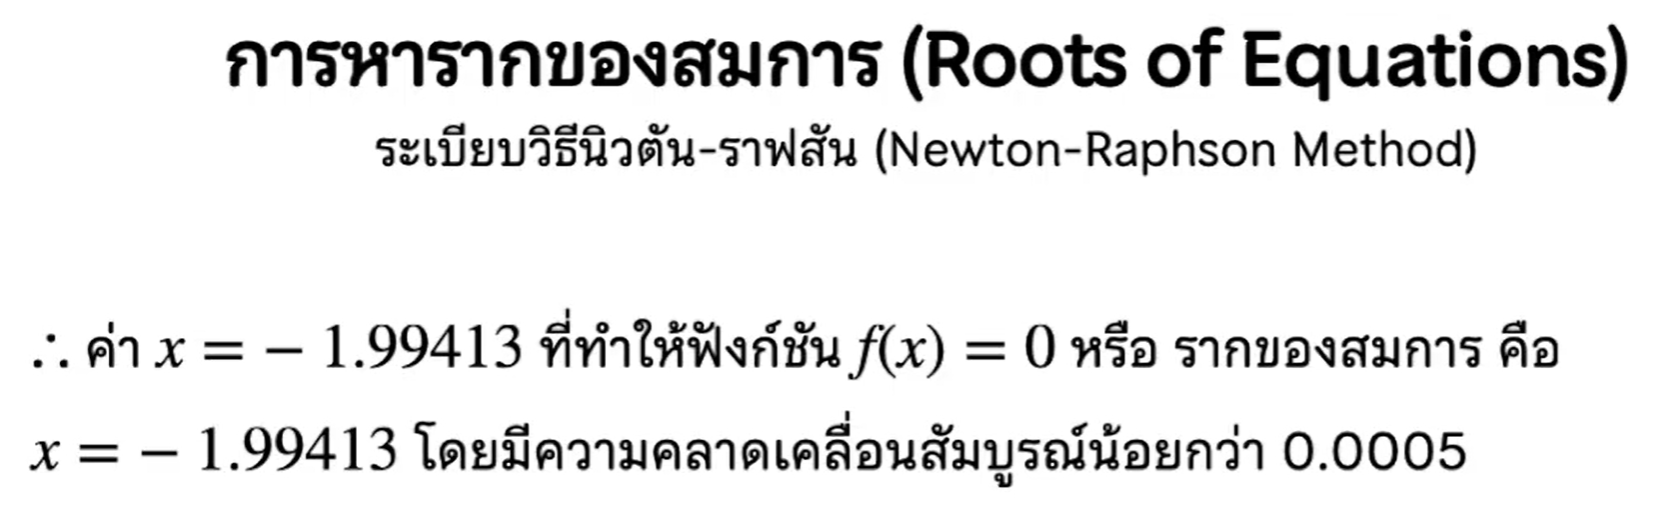 การหารากของสมการ (Roots of Equations)
ระเบียบวิธีนิวตัน-ราฟสัน (Newton-Raphson Method)
∴ ค่า x = − 1.99413 ที่ทำให้ฟังก์ชัน f(x) = 0 หรือ รากของสมการ คือ
x = − 1.99413 โดยมีความคลาดเคลื่อนสัมบูรณ์น้อยกว่า 0.0005